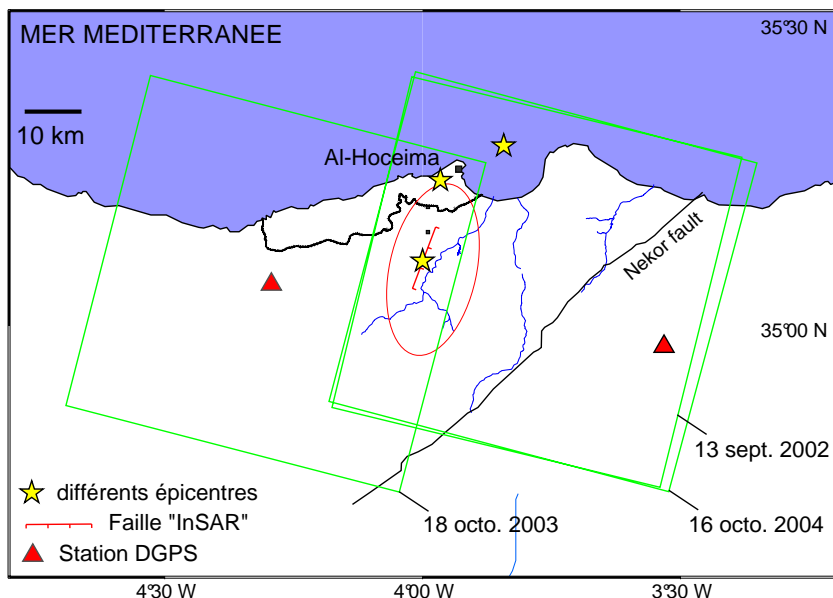 MER MEDITERRANEE
35°30 N
10 km
Al-Hoceima
Nekor fault
35°00 N
13 sept. 2002
différents épicentres
Faille "InSAR"
18 octo. 2003
16 octo. 2004
Station DGPS
4°30 W
4°00 W
3°30 W